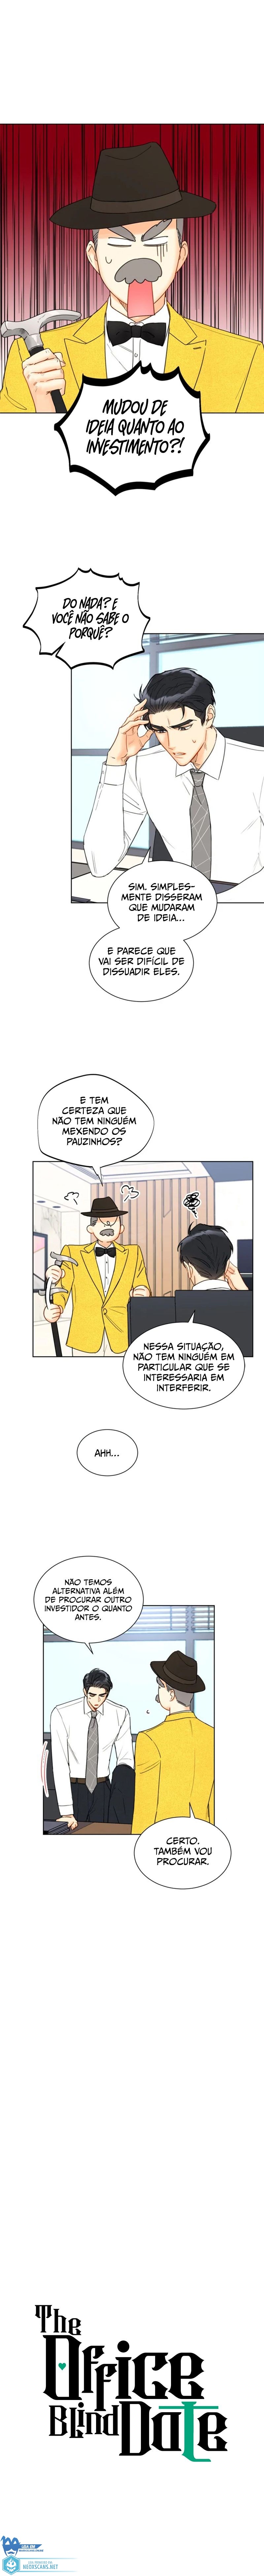 MUDOU DE
IDEIA QUANTO AO
INVESTIMENTO?!
DO NADA? E
VOCÊ NÃO SABE O
PORQUÊ?
SIM. SIMPLES-
MENTE DISSERAM
QUE MUDARAM
DE IDEIA...
E PARECE QUE
VAI SER DIFÍCIL DE
DISSUADIR ELES.
E TEM
CERTEZA QUE
NÃO TEM NINGUÉM
MEXENDO OS
PAUZINHOS?
NESSA SITUAÇÃO,
NÃO TEM NINGUÉM EM
PARTICULAR QUE SE
INTERESSARIA EM
INTERFERIR.
AHH...
NÃO TEMOS
ALTERNATIVA ALÉM
DE PROCURAR OUTRO
INVESTIDOR O QUANTO
ANTES.
CERTO.
TAMBÉM VOU
PROCURAR.
The
Office
Blind Date
LEIA EM
NEOXSCANS.NET